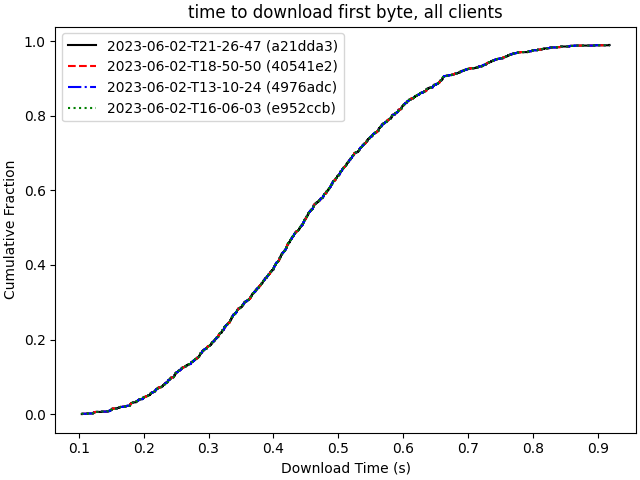 time to download first byte, all clients
1.0
0.8
0.6
0.4
0.2
0.0
Cumulative Fraction
2023-06-02-T21-26-47 (a21dda3)
2023-06-02-T18-50-50 (40541e2)
2023-06-02-T13-10-24 (4976adc)
2023-06-02-T16-06-03 (e952ccb)
0.1 0.2 0.3 0.4 0.5 0.6 0.7 0.8 0.9
Download Time (s)